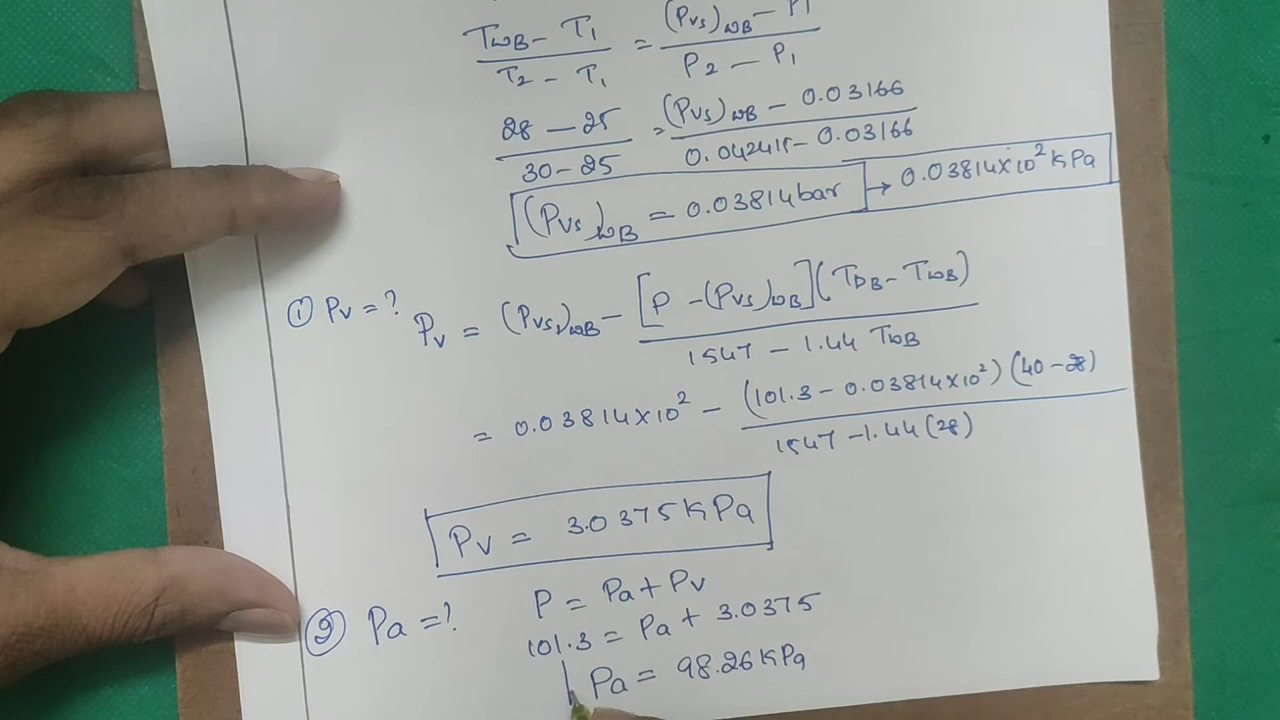 (TWB - T1)/(T2 - T1) = ((Pvs)WB - P1)/(P2 - P1)
(28 - 25)/(30 - 25) = ((Pvs)WB - 0.03166)/(0.042415 - 0.03166)
(Pvs)WB = 0.03814 bar → 0.03814×10² KPa
① Pv = ? Pv = (Pvs)WB - [P - (Pvs)WB](TDB - TWB)/(1547 - 1.44 TWB)
= 0.03814×10² - (101.3 - 0.03814×10²)(40 - 28)/(1547 - 1.44(28))
Pv = 3.0375 KPa
② Pa = ? P = Pa + Pv
101.3 = Pa + 3.0375
Pa = 98.26 KPa